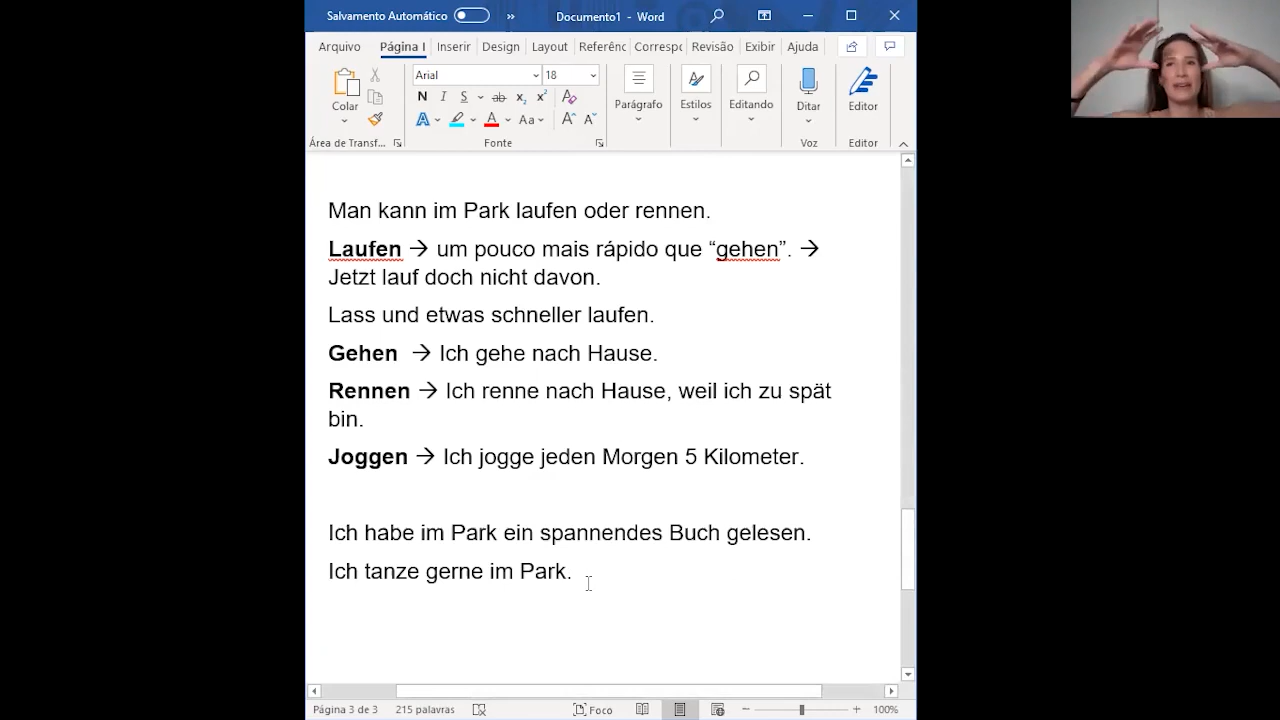 Salvamento Automático
Documento1 - Word
Arquivo Página I Inserir Design Layout Referênc Correspc Revisão Exibir Ajuda
Arial 18
Colar
N I S ab x₂ x² A
A A Aa A A
Parágrafo Estilos Editando Ditar Editor
Área de Transf... Fonte Voz Editor
Man kann im Park laufen oder rennen.
Laufen → um pouco mais rápido que “gehen”. →
Jetzt lauf doch nicht davon.
Lass und etwas schneller laufen.
Gehen → Ich gehe nach Hause.
Rennen → Ich renne nach Hause, weil ich zu spät
bin.
Joggen → Ich jogge jeden Morgen 5 Kilometer.
Ich habe im Park ein spannendes Buch gelesen.
Ich tanze gerne im Park.
Página 3 de 3 215 palavras Foco 100%